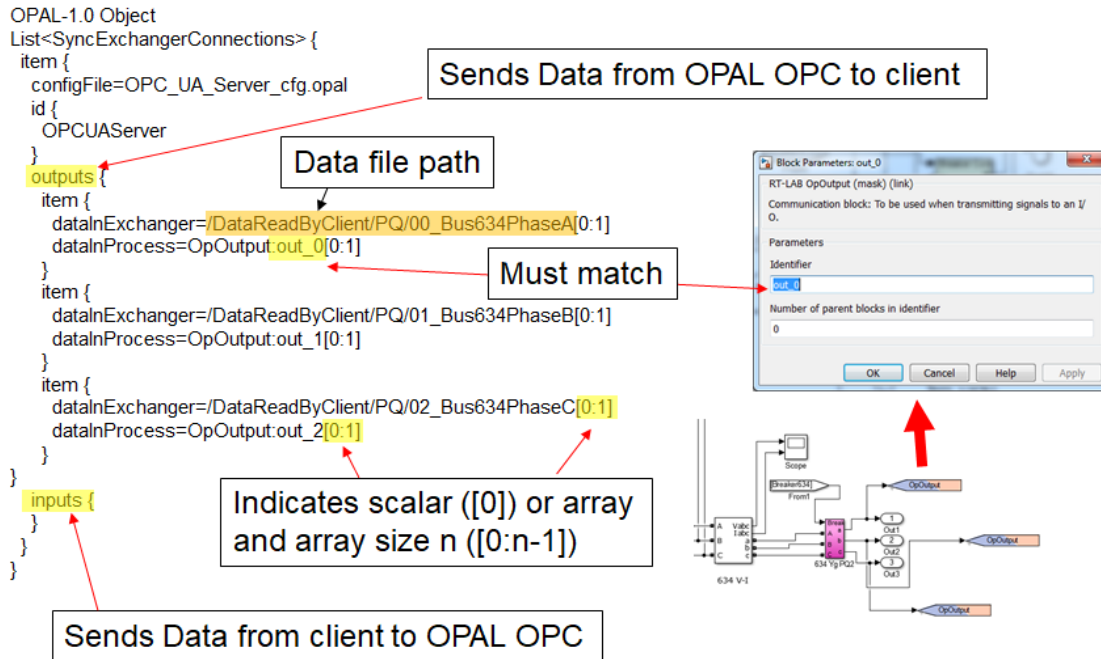 OPAL-1.0 Object
List<SyncExchangerConnections> {
item {
configFile=OPC_UA_Server_cfg.opal
id {
OPCUAServer
}
outputs {
item {
dataInExchanger=/DataReadByClient/PQ/00_Bus634PhaseA[0:1]
dataInProcess=OpOutput:out_0[0:1]
}
item {
dataInExchanger=/DataReadByClient/PQ/01_Bus634PhaseB[0:1]
dataInProcess=OpOutput:out_1[0:1]
}
item {
dataInExchanger=/DataReadByClient/PQ/02_Bus634PhaseC[0:1]
dataInProcess=OpOutput:out_2[0:1]
}
}
inputs {
}
}
}
Sends Data from OPAL OPC to client
Data file path
Must match
Indicates scalar ([0]) or array
and array size n ([0:n-1])
Sends Data from client to OPAL OPC
Block Parameters: out_0
RT-LAB OpOutput (mask) (link)
Communication block: To be used when transmitting signals to an I/
O.
Parameters
Identifier
out_0
Number of parent blocks in identifier
0
OK Cancel Help Apply
Scope
[Breaker634]
From1
A
B
C
Vabc
Iabc
a
b
c
634 V-I
Break
A
B
C
a
b
c
634 Yg PQ2
1
Out1
2
Out2
3
Out3
OpOutput
OpOutput
OpOutput